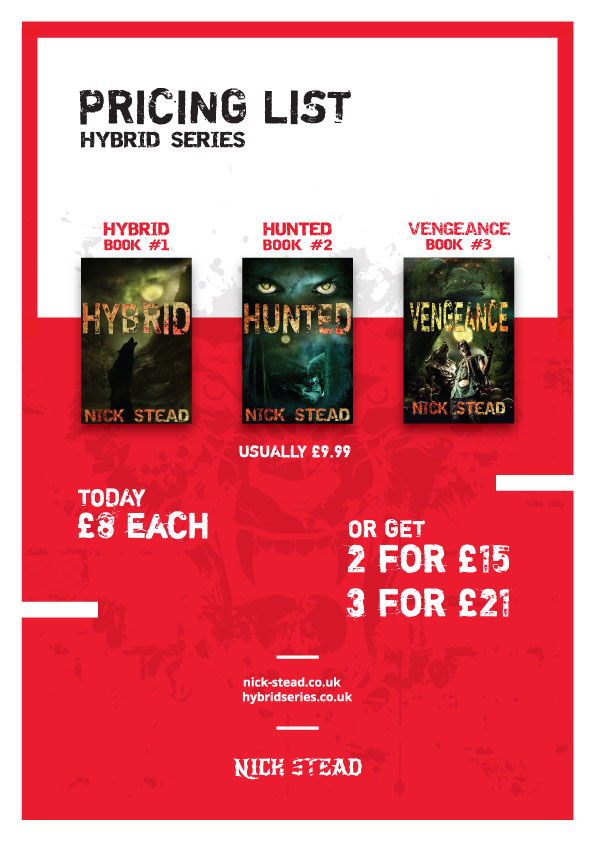 PRICING LIST
HYBRID SERIES
HYBRID
BOOK #1
HUNTED
BOOK #2
VENGEANCE
BOOK #3
HYBRID
NICK STEAD
HUNTED
NICK STEAD
VENGEANCE
NICK STEAD
USUALLY £9.99
TODAY
£8 EACH
OR GET
2 FOR £15
3 FOR £21
nick-stead.co.uk
hybridseries.co.uk
NICK STEAD